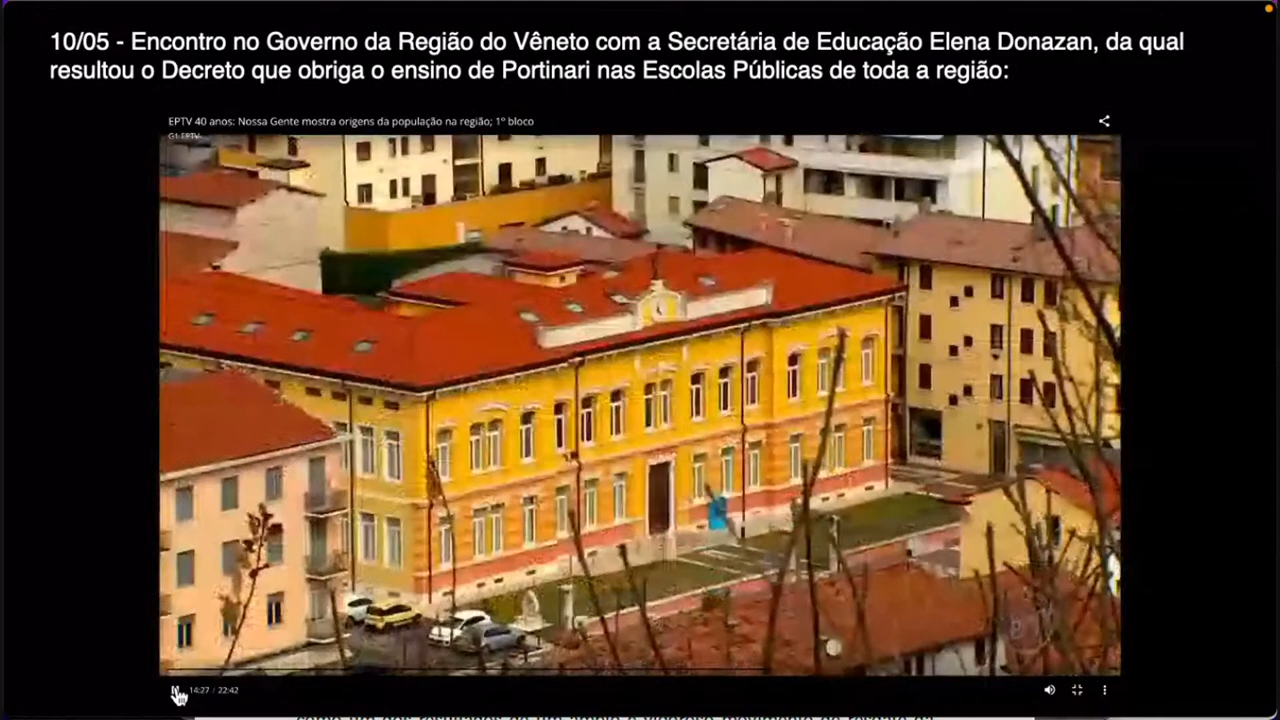 10/05 - Encontro no Governo da Região do Vêneto com a Secretária de Educação Elena Donazan, da qual
resultou o Decreto que obriga o ensino de Portinari nas Escolas Públicas de toda a região:
EPTV 40 anos: Nossa Gente mostra origens da população na região; 1º bloco
G1 EPTV
14:27 / 22:42